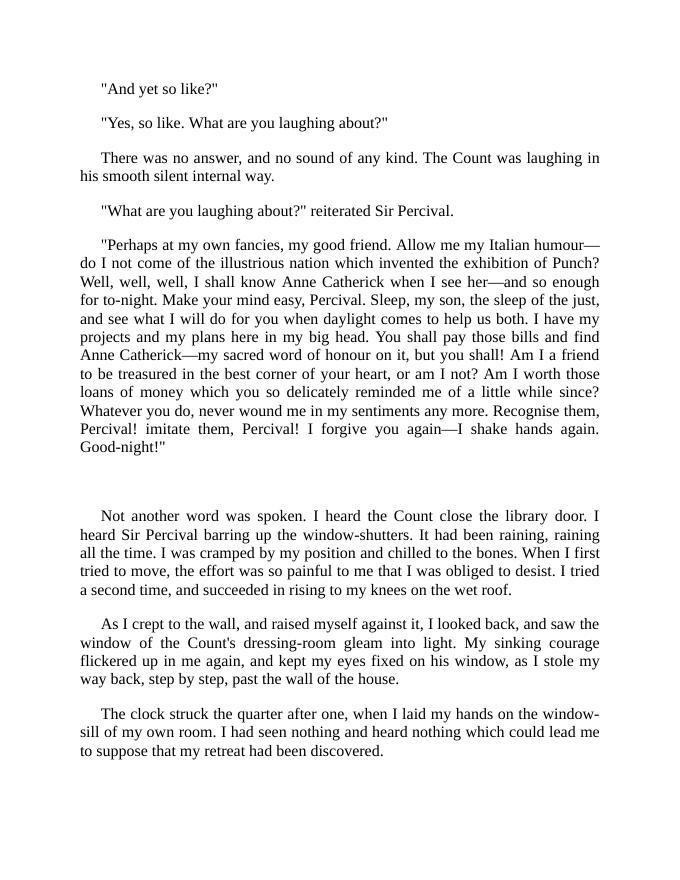 "And yet so like?"
"Yes, so like. What are you laughing about?"
There was no answer, and no sound of any kind. The Count was laughing in
his smooth silent internal way.
"What are you laughing about?" reiterated Sir Percival.
"Perhaps at my own fancies, my good friend. Allow me my Italian humour—
do I not come of the illustrious nation which invented the exhibition of Punch?
Well, well, well, I shall know Anne Catherick when I see her—and so enough
for to-night. Make your mind easy, Percival. Sleep, my son, the sleep of the just,
and see what I will do for you when daylight comes to help us both. I have my
projects and my plans here in my big head. You shall pay those bills and find
Anne Catherick—my sacred word of honour on it, but you shall! Am I a friend
to be treasured in the best corner of your heart, or am I not? Am I worth those
loans of money which you so delicately reminded me of a little while since?
Whatever you do, never wound me in my sentiments any more. Recognise them,
Percival! imitate them, Percival! I forgive you again—I shake hands again.
Good-night!"
Not another word was spoken. I heard the Count close the library door. I
heard Sir Percival barring up the window-shutters. It had been raining, raining
all the time. I was cramped by my position and chilled to the bones. When I first
tried to move, the effort was so painful to me that I was obliged to desist. I tried
a second time, and succeeded in rising to my knees on the wet roof.
As I crept to the wall, and raised myself against it, I looked back, and saw the
window of the Count's dressing-room gleam into light. My sinking courage
flickered up in me again, and kept my eyes fixed on his window, as I stole my
way back, step by step, past the wall of the house.
The clock struck the quarter after one, when I laid my hands on the window-
sill of my own room. I had seen nothing and heard nothing which could lead me
to suppose that my retreat had been discovered.